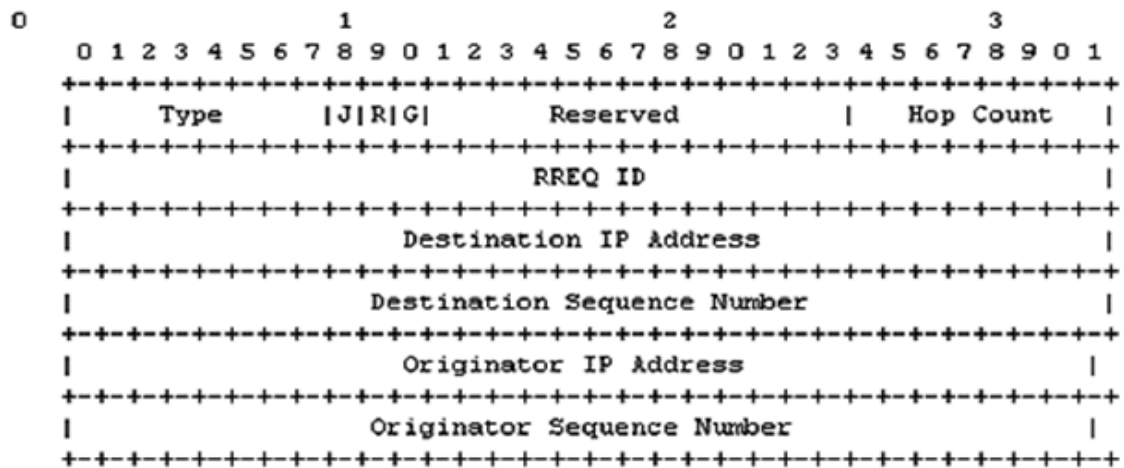 0 1 2 3
0 1 2 3 4 5 6 7 8 9 0 1 2 3 4 5 6 7 8 9 0 1 2 3 4 5 6 7 8 9 0 1
+-+-+-+-+-+-+-+-+-+-+-+-+-+-+-+-+-+-+-+-+-+-+-+-+-+-+-+-+-+-+-+-+
| Type |J|R|G| Reserved | Hop Count |
+-+-+-+-+-+-+-+-+-+-+-+-+-+-+-+-+-+-+-+-+-+-+-+-+-+-+-+-+-+-+-+-+
| RREQ ID |
+-+-+-+-+-+-+-+-+-+-+-+-+-+-+-+-+-+-+-+-+-+-+-+-+-+-+-+-+-+-+-+-+
| Destination IP Address |
+-+-+-+-+-+-+-+-+-+-+-+-+-+-+-+-+-+-+-+-+-+-+-+-+-+-+-+-+-+-+-+-+
| Destination Sequence Number |
+-+-+-+-+-+-+-+-+-+-+-+-+-+-+-+-+-+-+-+-+-+-+-+-+-+-+-+-+-+-+-+-+
| Originator IP Address |
+-+-+-+-+-+-+-+-+-+-+-+-+-+-+-+-+-+-+-+-+-+-+-+-+-+-+-+-+-+-+-+-+
| Originator Sequence Number |
+-+-+-+-+-+-+-+-+-+-+-+-+-+-+-+-+-+-+-+-+-+-+-+-+-+-+-+-+-+-+-+-+